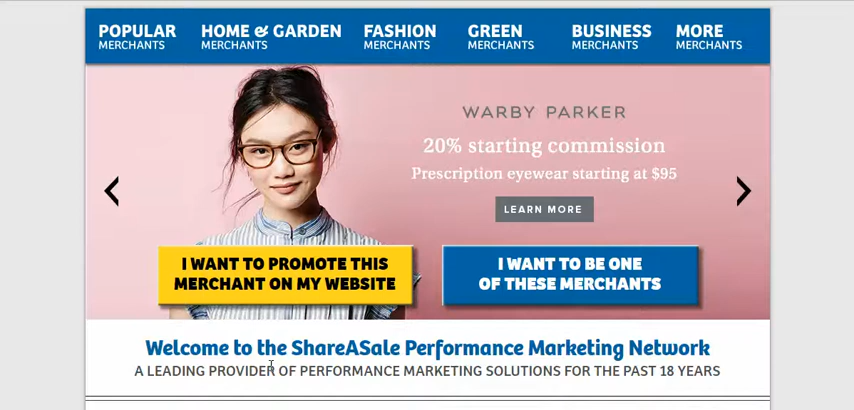 POPULAR
MERCHANTS
HOME & GARDEN
MERCHANTS
FASHION
MERCHANTS
GREEN
MERCHANTS
BUSINESS
MERCHANTS
MORE
MERCHANTS
WARBY PARKER
20% starting commission
Prescription eyewear starting at $95
LEARN MORE
I WANT TO PROMOTE THIS
MERCHANT ON MY WEBSITE
I WANT TO BE ONE
OF THESE MERCHANTS
Welcome to the ShareASale Performance Marketing Network
A LEADING PROVIDER OF PERFORMANCE MARKETING SOLUTIONS FOR THE PAST 18 YEARS